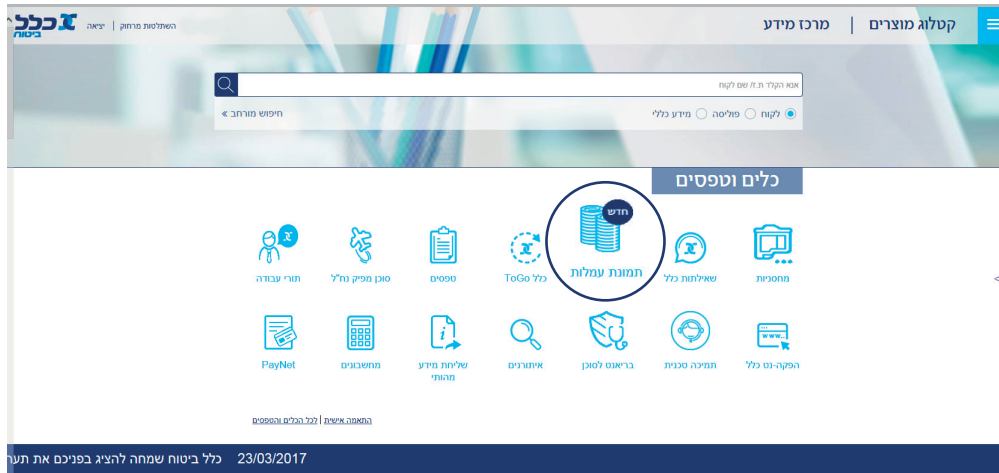 קטלוג מוצרים | מרכז מידע
השתלטות מרחוק | יציאה
כלל
ביטוח
אנא הקלד ת.ז/ שם לקוח
לקוח פוליסה מידע כללי
חיפוש מורחב »
כלים וטפסים
חדש
מחסניות
שאילתות כלל
תמונת עמלות
כלל ToGo
טפסים
סוכן מפיק נח"ל
תורי עבודה
www..
הפקה-נט כלל
תמיכה טכנית
בריאנט לסוכן
איתורנים
שליחת מידע
מהותי
מחשבונים
PayNet
התאמה אישית | לכל הכלים והטפסים
23/03/2017 כלל ביטוח שמחה להציג בפניכם את תער